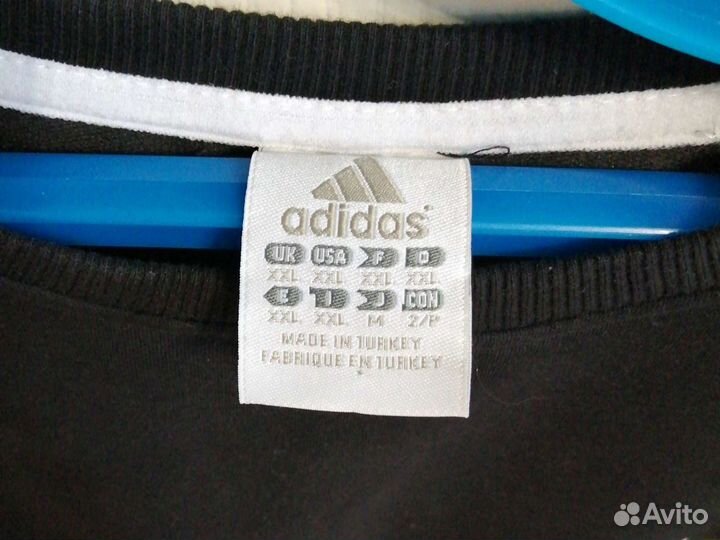 adidas
UK USA F D
XXL XXL XXL XXL
E I J CON
XXL XXL M 2/P
MADE IN TURKEY
FABRIQUE EN TURKEY
Avito